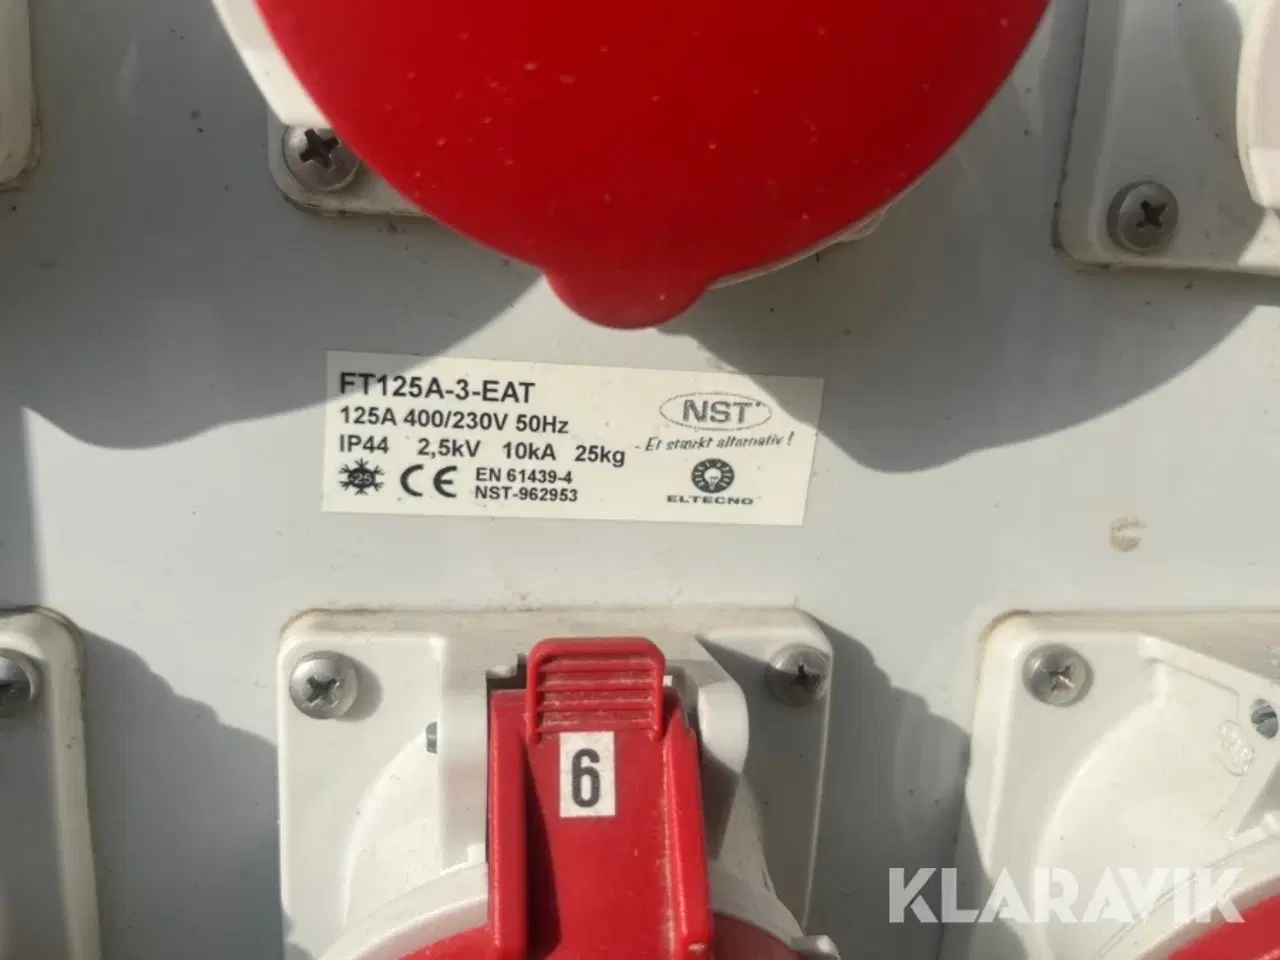 FT125A-3-EAT
125A 400/230V 50Hz
IP44 2,5kV 10kA 25kg
-25
CE EN 61439-4
NST-962953
NST
- Et stærkt alternativ !
ELTECNO
6
KLARAVIK